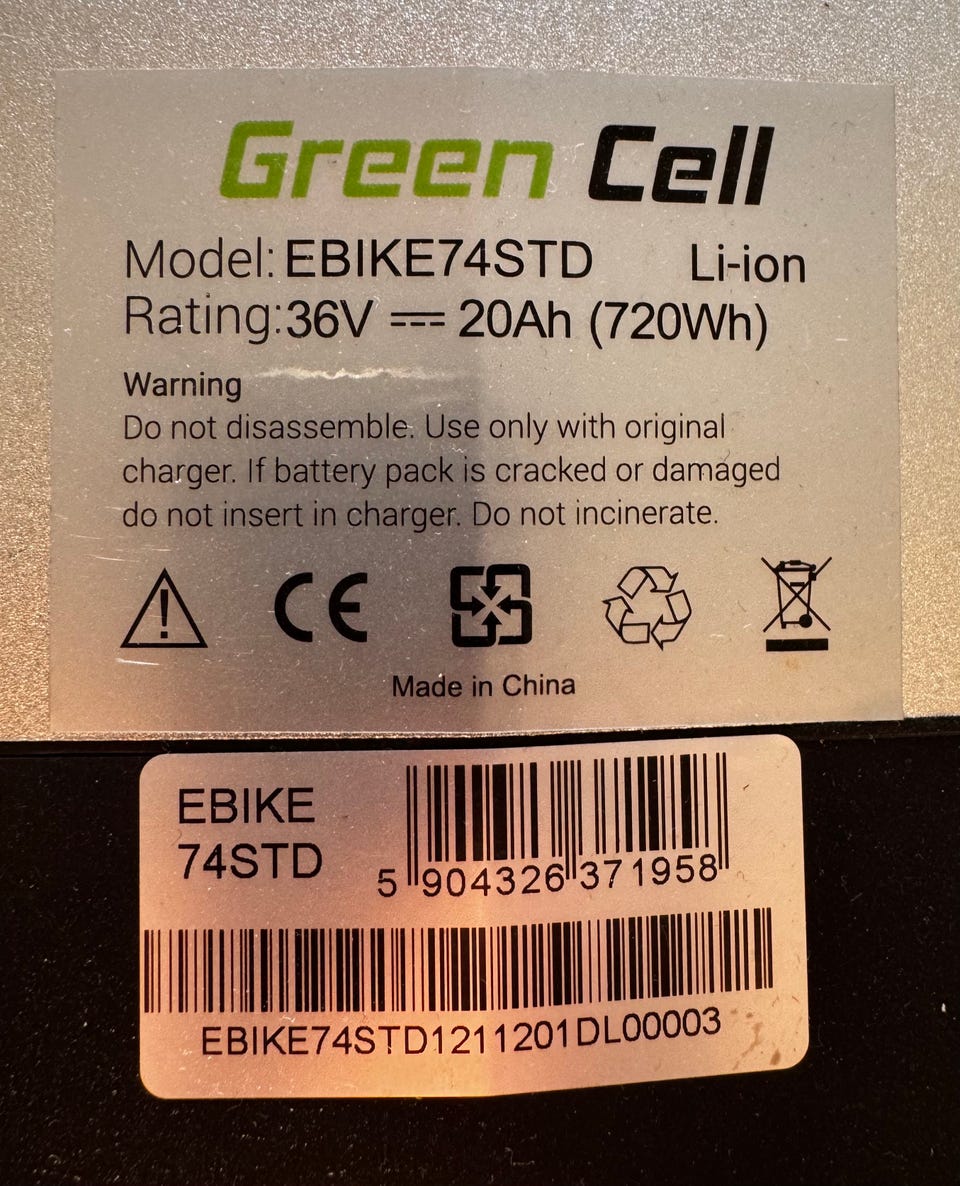 Green Cell
Model: EBIKE74STD Li-ion
Rating: 36V ⎓ 20Ah (720Wh)
Warning
Do not disassemble. Use only with original
charger. If battery pack is cracked or damaged
do not insert in charger. Do not incinerate.
CE
Made in China
EBIKE
74STD
5 904326 371958
EBIKE74STD1211201DL00003